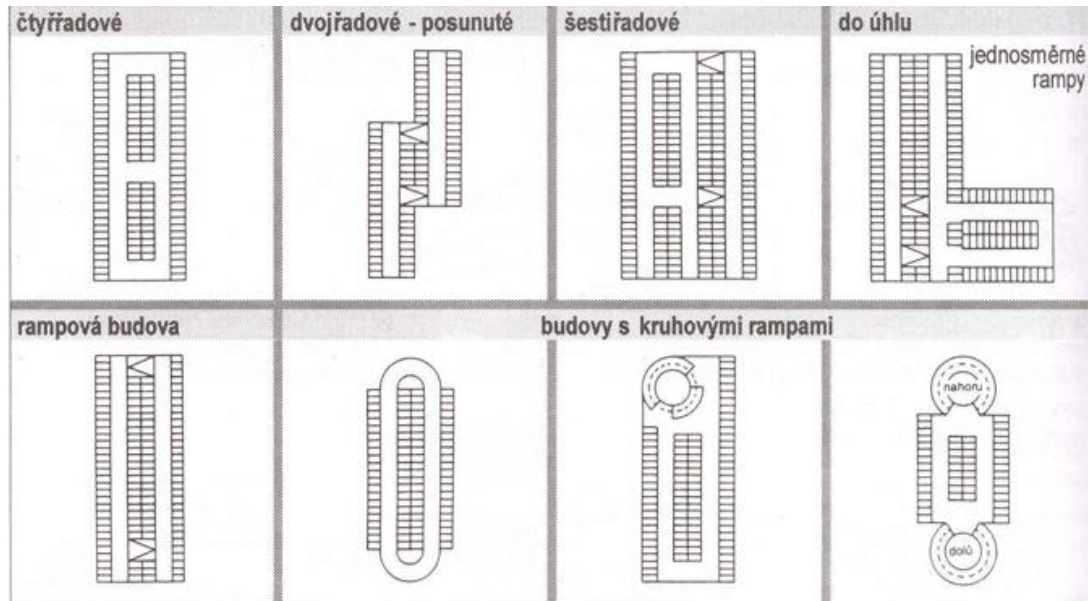 čtyřřadové
dvojřadové - posunuté
šestiřadové
do úhlu
jednosměrné
rampy
rampová budova
budovy s kruhovými rampami
nahoru
dolů